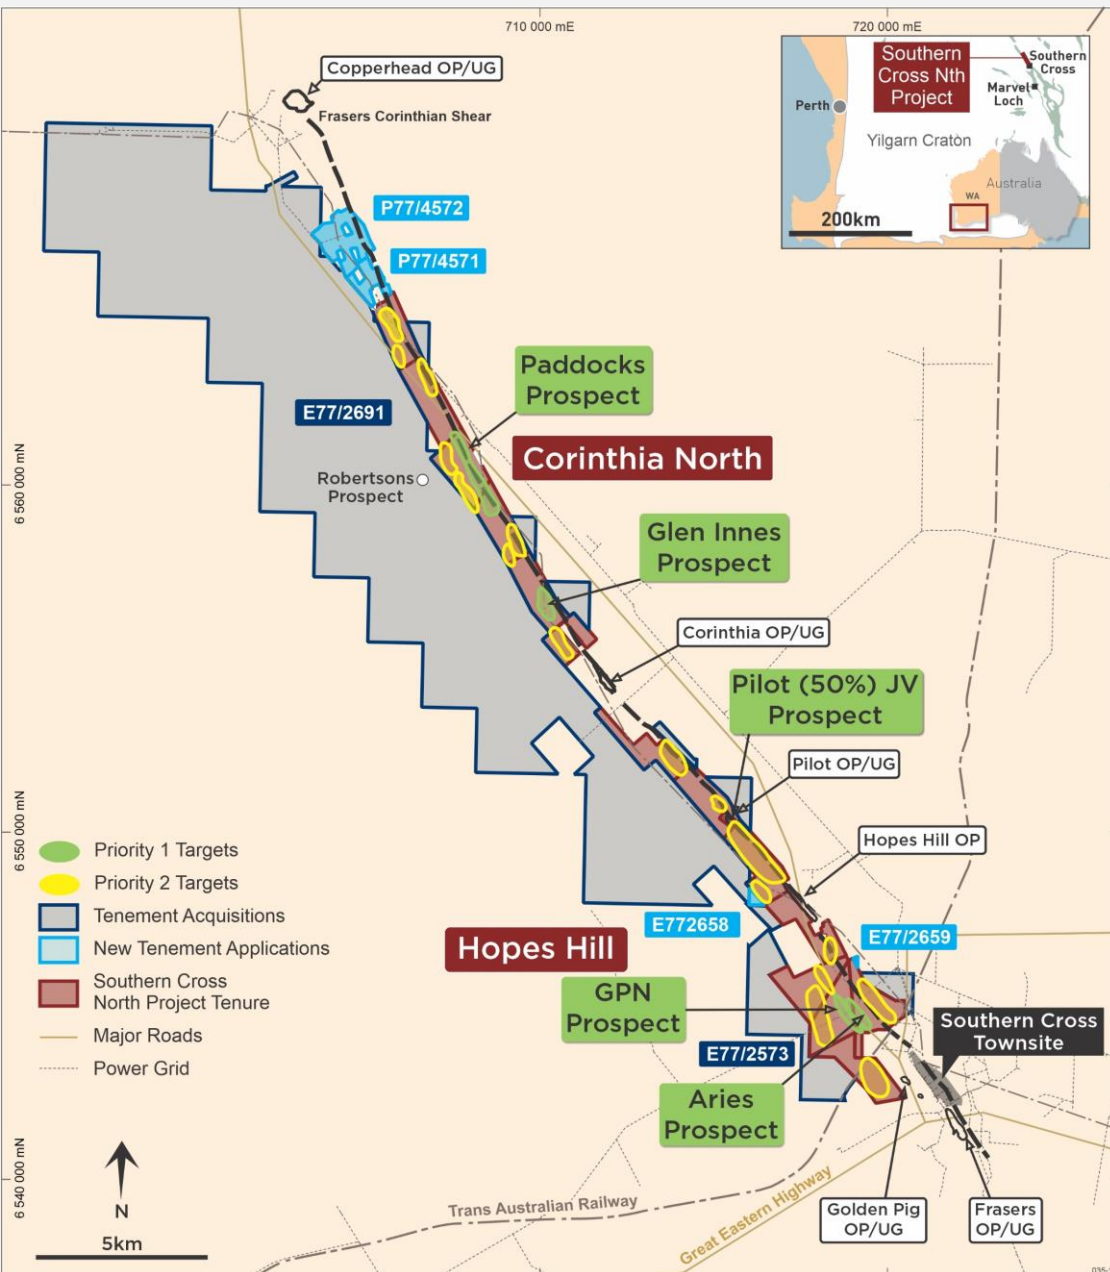 710 000 mE
720 000 mE
Copperhead OP/UG
Frasers Corinthian Shear
Southern
Cross Nth
Project
Southern
Cross
Marvel
Loch
Perth
Yilgarn Cratòn
Australia
WA
200km
P77/4572
P77/4571
Paddocks
Prospect
E77/2691
Corinthia North
Robertsons
Prospect
6 560 000 mN
Glen Innes
Prospect
Corinthia OP/UG
Pilot (50%) JV
Prospect
Pilot OP/UG
6 550 000 mN
Hopes Hill OP
Priority 1 Targets
Priority 2 Targets
Tenement Acquisitions
New Tenement Applications
Southern Cross
North Project Tenure
Major Roads
Power Grid
E772658
E77/2659
Hopes Hill
GPN
Prospect
Southern Cross
Townsite
E77/2573
Aries
Prospect
6 540 000 mN
N
5km
Trans Australian Railway
Great Eastern Highway
Golden Pig
OP/UG
Frasers
OP/UG